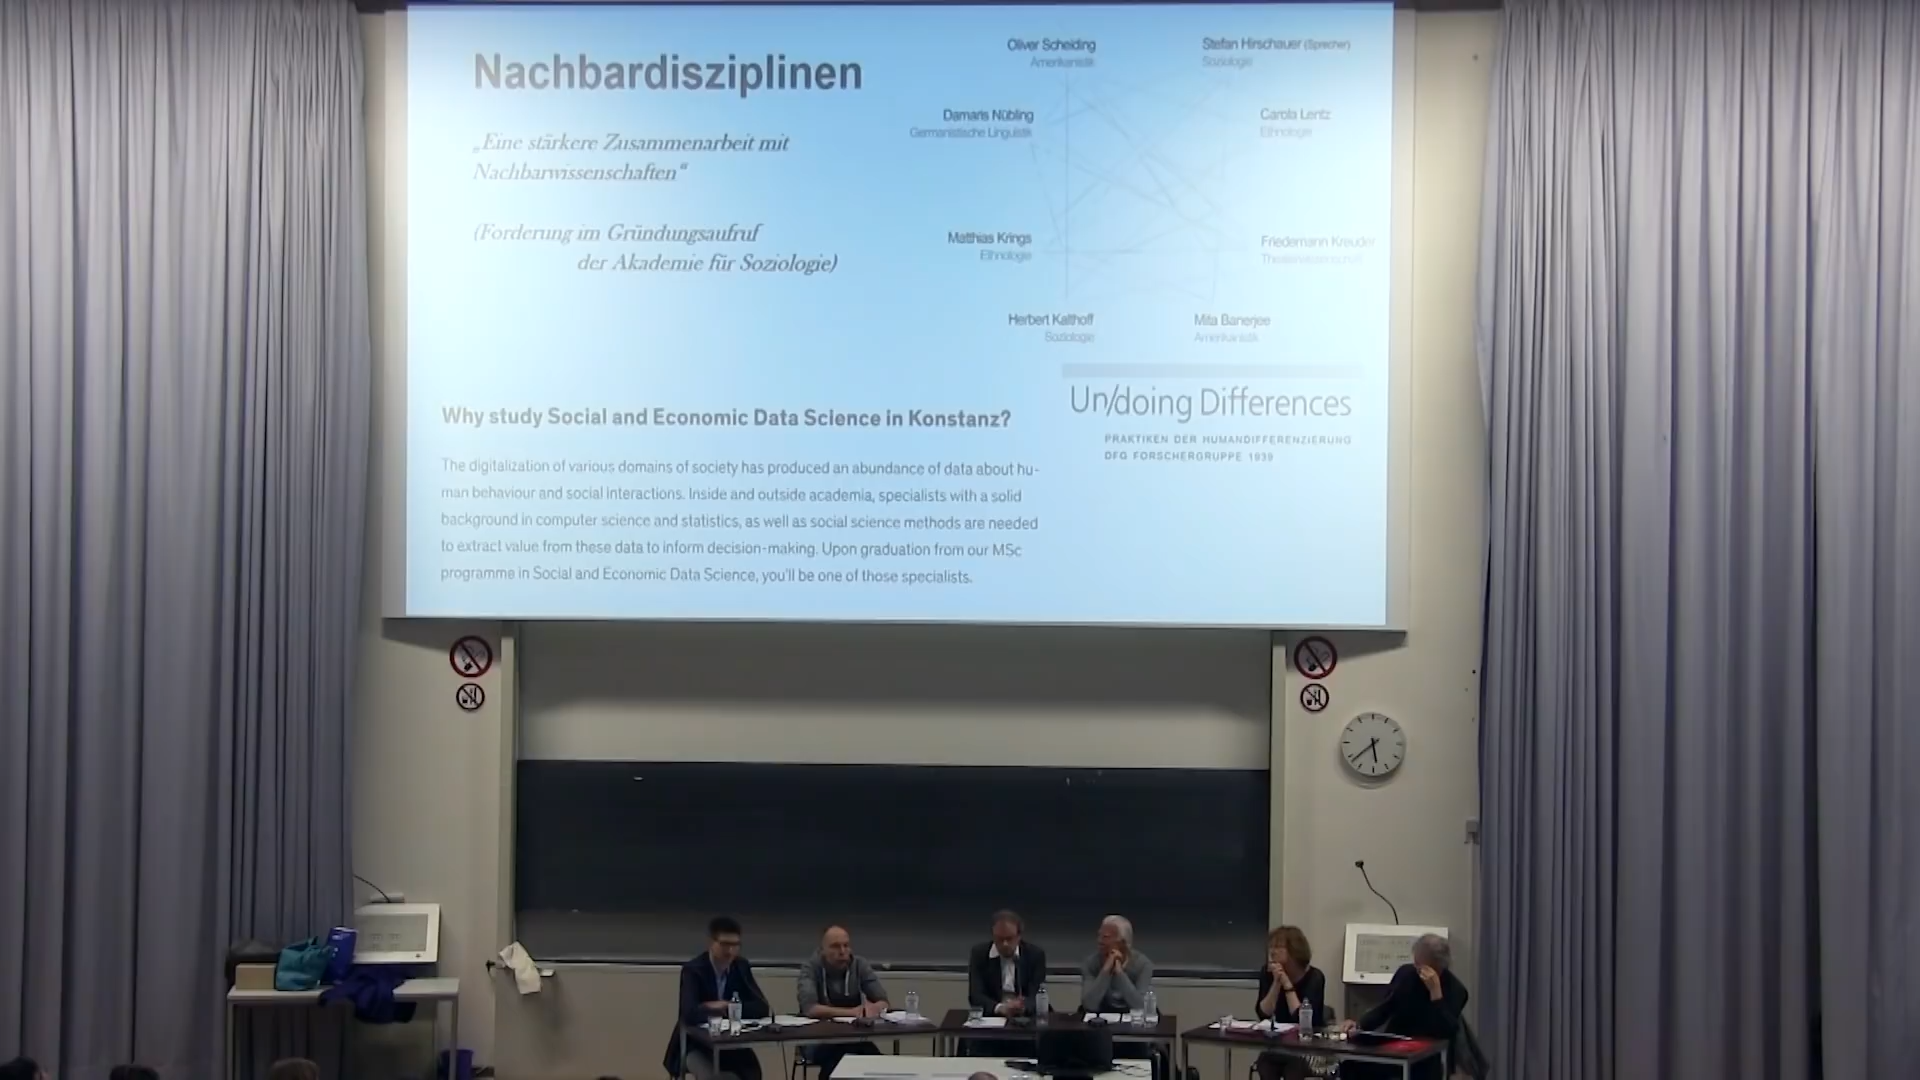 Nachbardisziplinen
„Eine stärkere Zusammenarbeit mit
Nachbarwissenschaften“
(Forderung im Gründungsaufruf
der Akademie für Soziologie)
Oliver Scheiding
Amerikanistik
Stefan Hirschauer (Sprecher)
Soziologie
Damaris Nübling
Germanistische Linguistik
Carola Lentz
Ethnologie
Matthias Krings
Ethnologie
Friedemann Kreuder
Theaterwissenschaft
Herbert Kalthoff
Soziologie
Mita Banerjee
Amerikanistik
Un/doing Differences
PRAKTIKEN DER HUMANDIFFERENZIERUNG
DFG FORSCHERGRUPPE 1939
Why study Social and Economic Data Science in Konstanz?
The digitalization of various domains of society has produced an abundance of data about hu-
man behaviour and social interactions. Inside and outside academia, specialists with a solid
background in computer science and statistics, as well as social science methods are needed
to extract value from these data to inform decision-making. Upon graduation from our MSc
programme in Social and Economic Data Science, you'll be one of those specialists.